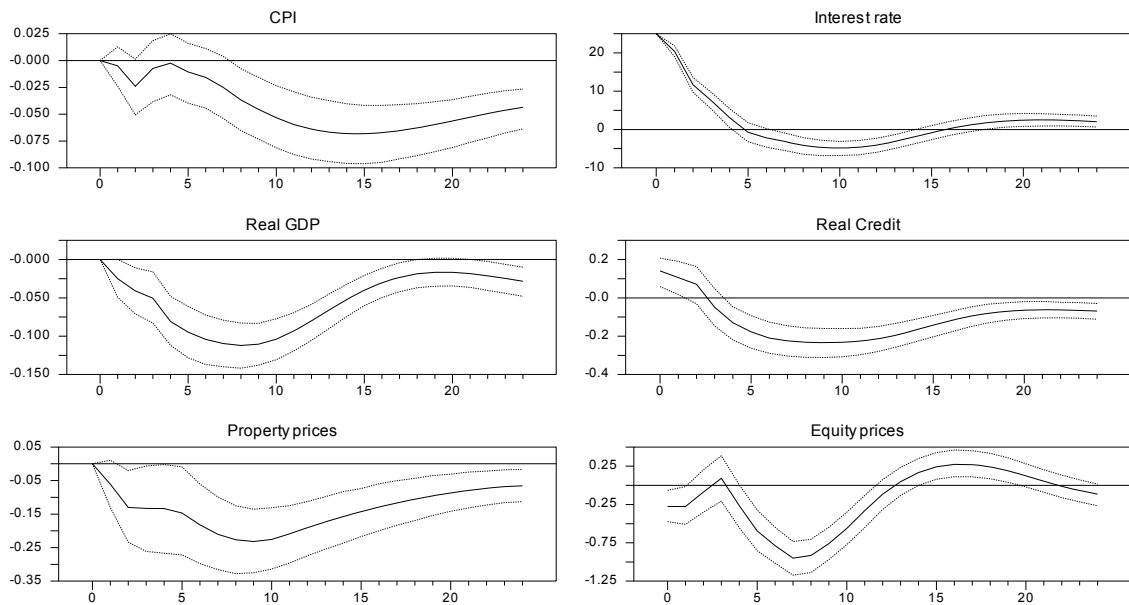 CPI
0.025
-0.000
-0.025
-0.050
-0.075
-0.100
0 5 10 15 20
Interest rate
20
10
0
-10
0 5 10 15 20
Real GDP
-0.000
-0.050
-0.100
-0.150
0 5 10 15 20
Real Credit
0.2
-0.0
-0.2
-0.4
0 5 10 15 20
Property prices
0.05
-0.05
-0.15
-0.25
-0.35
0 5 10 15 20
Equity prices
0.25
-0.25
-0.75
-1.25
0 5 10 15 20